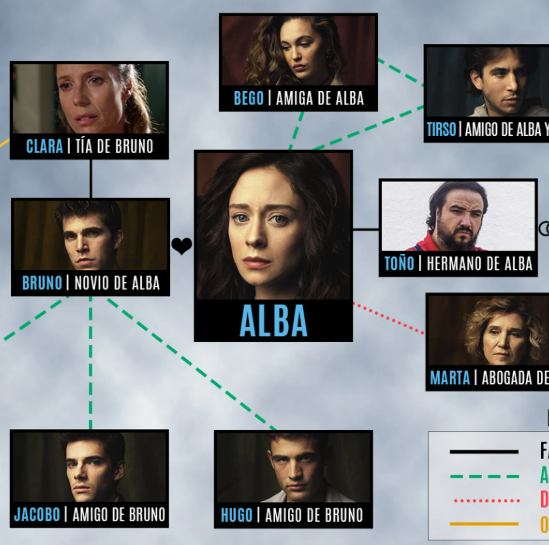 BEGO | AMIGA DE ALBA
TIRSO | AMIGO DE ALBA Y
CLARA | TÍA DE BRUNO
BRUNO | NOVIO DE ALBA
ALBA
TOÑO | HERMANO DE ALBA
MARTA | ABOGADA DE
JACOBO | AMIGO DE BRUNO
HUGO | AMIGO DE BRUNO